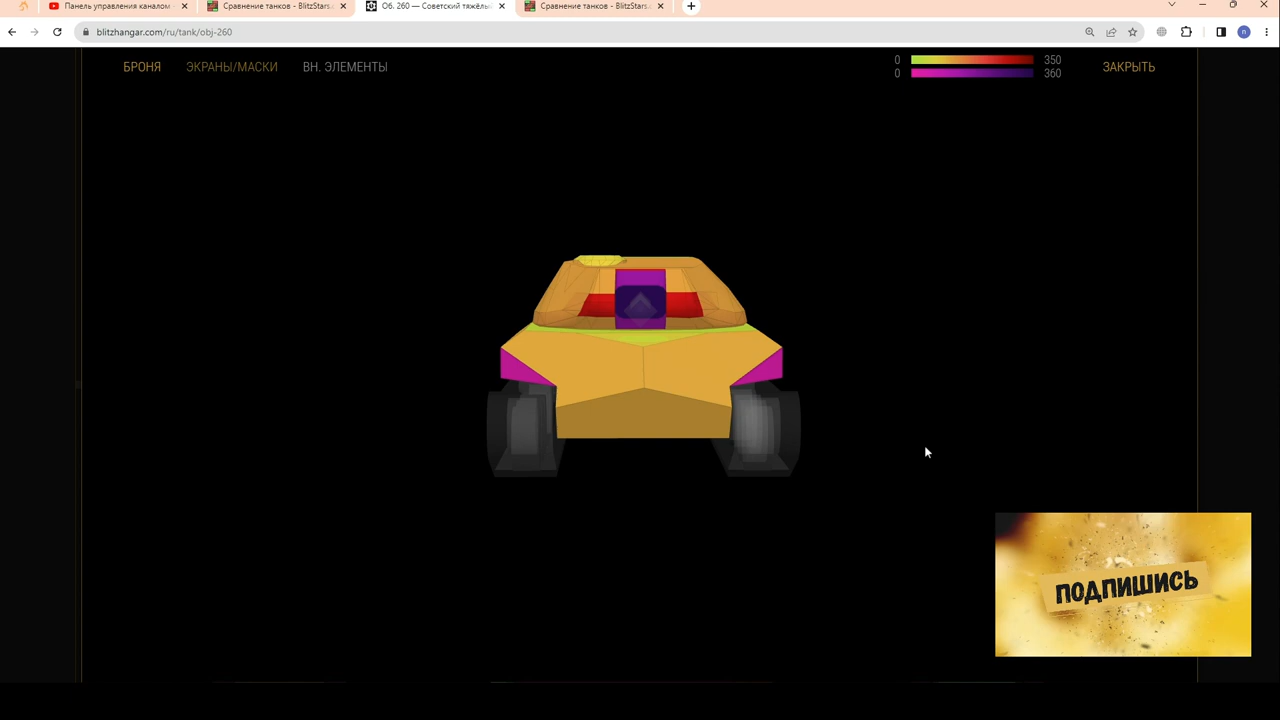 Панель управления каналом
Сравнение танков - BlitzStars.
Об. 260 — Советский тяжёлы
Сравнение танков - BlitzStars.
blitzhangar.com/ru/tank/obj-260
п
БРОНЯ
ЭКРАНЫ/МАСКИ
ВН. ЭЛЕМЕНТЫ
0
350
0
360
ЗАКРЫТЬ
ПОДПИШИСЬ